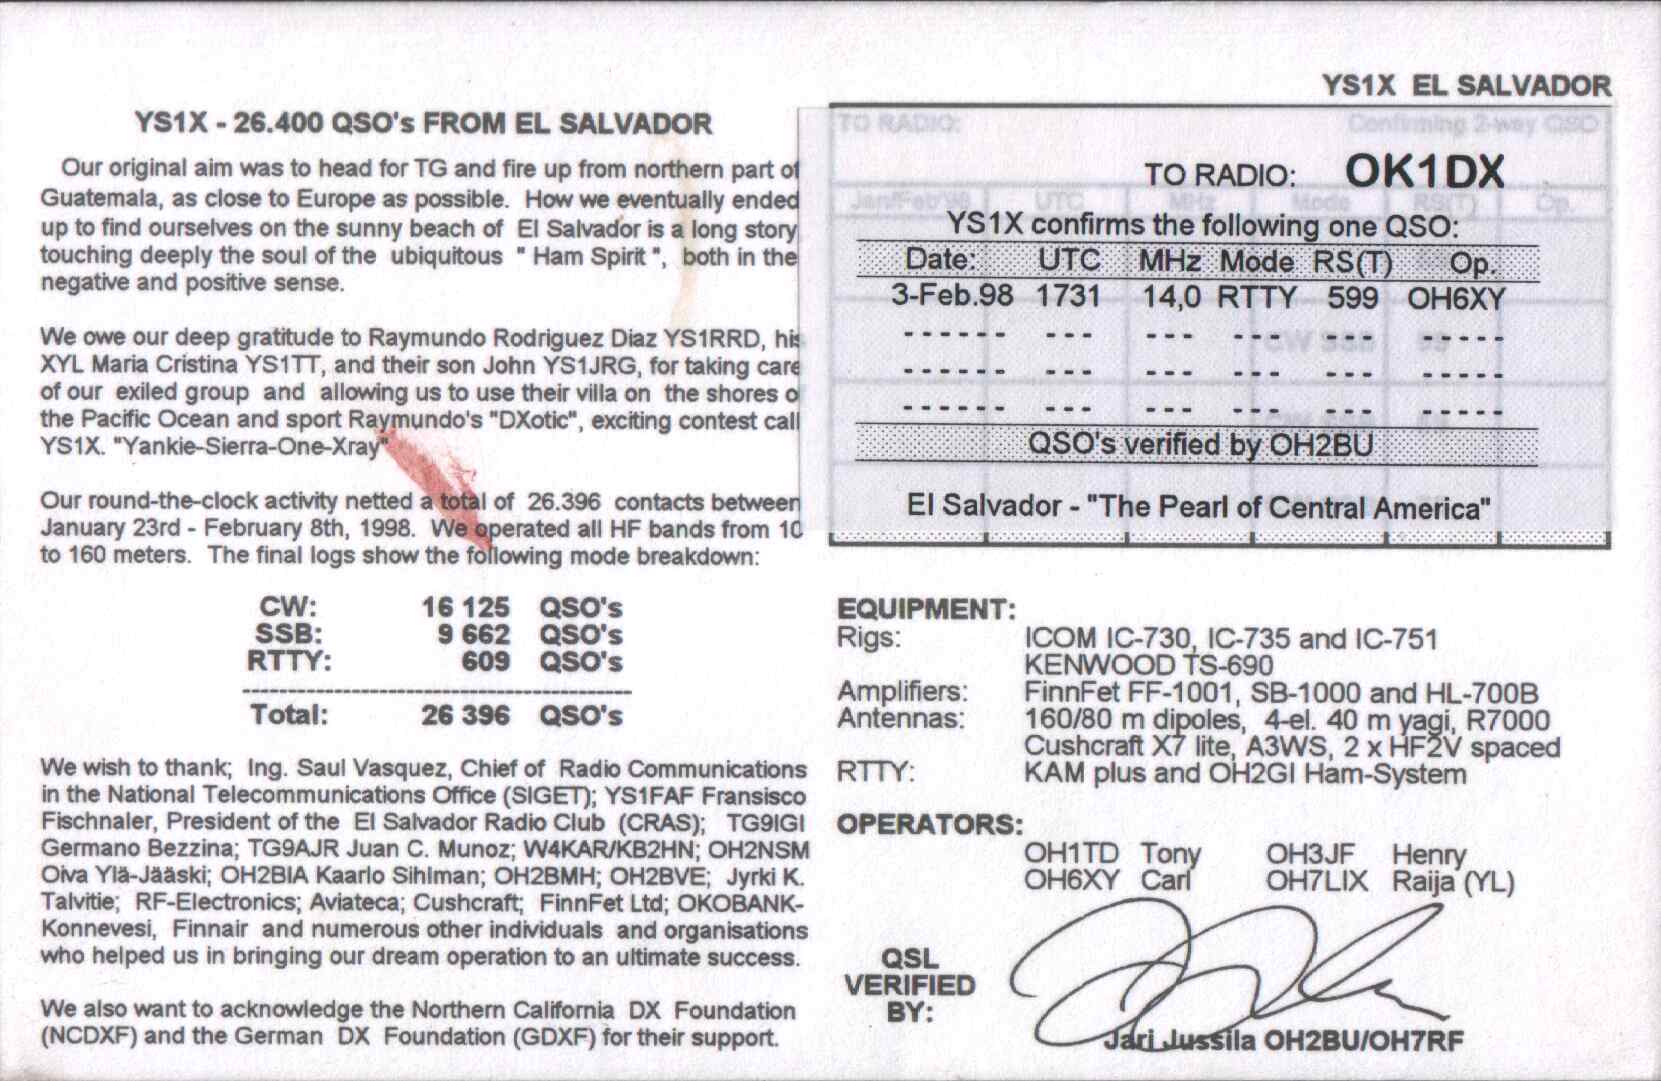 YS1X EL SALVADOR
YS1X - 26.400 QSO's FROM EL SALVADOR
Our original aim was to head for TG and fire up from northern part of
Guatemala, as close to Europe as possible. How we eventually ended
up to find ourselves on the sunny beach of El Salvador is a long story
touching deeply the soul of the ubiquitous " Ham Spirit ", both in the
negative and positive sense.
We owe our deep gratitude to Raymundo Rodriguez Diaz YS1RRD, his
XYL Maria Cristina YS1TT, and their son John YS1JRG, for taking care
of our exiled group and allowing us to use their villa on the shores o
the Pacific Ocean and sport Raymundo's "DXotic", exciting contest call
YS1X. "Yankie-Sierra-One-Xray"
Our round-the-clock activity netted a total of 26.396 contacts between
January 23rd - February 8th, 1998. We operated all HF bands from 10
to 160 meters. The final logs show the following mode breakdown:
CW: 16 125 QSO's
SSB: 9 662 QSO's
RTTY: 609 QSO's
Total: 26 396 QSO's
We wish to thank; Ing. Saul Vasquez, Chief of Radio Communications
in the National Telecommunications Office (SIGET); YS1FAF Fransisco
Fischnaler, President of the El Salvador Radio Club (CRAS); TG9IGI
Germano Bezzina; TG9AJR Juan C. Munoz; W4KAR/KB2HN; OH2NSM
Oiva Ylä-Jääski; OH2BIA Kaarlo Sihlman; OH2BMH; OH2BVE; Jyrki K.
Talvitie; RF-Electronics; Aviateca; Cushcraft; FinnFet Ltd; OKOBANK-
Konnevesi, Finnair and numerous other individuals and organisations
who helped us in bringing our dream operation to an ultimate success.
We also want to acknowledge the Northern California DX Foundation
(NCDXF) and the German DX Foundation (GDXF) for their support.
TO RADIO: Confirming 2-way QSO
Jan/Feb'98 UTC MHz Mode RS(T) Op.
TO RADIO: OK1DX
YS1X confirms the following one QSO:
Date: UTC MHz Mode RS(T) Op.
3-Feb.98 1731 14,0 RTTY 599 OH6XY
------ --- --- --- --- -----
CW SSB 59
------ --- --- --- --- -----
------ --- --- --- --- -----
QSO's verified by OH2BU
El Salvador - "The Pearl of Central America"
EQUIPMENT:
Rigs: ICOM IC-730, IC-735 and IC-751
KENWOOD TS-690
Amplifiers: FinnFet FF-1001, SB-1000 and HL-700B
Antennas: 160/80 m dipoles, 4-el. 40 m yagi, R7000
Cushcraft X7 lite, A3WS, 2 x HF2V spaced
RTTY: KAM plus and OH2GI Ham-System
OPERATORS:
OH1TD Tony OH3JF Henry
OH6XY Carl OH7LIX Raija (YL)
QSL
VERIFIED
BY:
Jari Jussila OH2BU/OH7RF